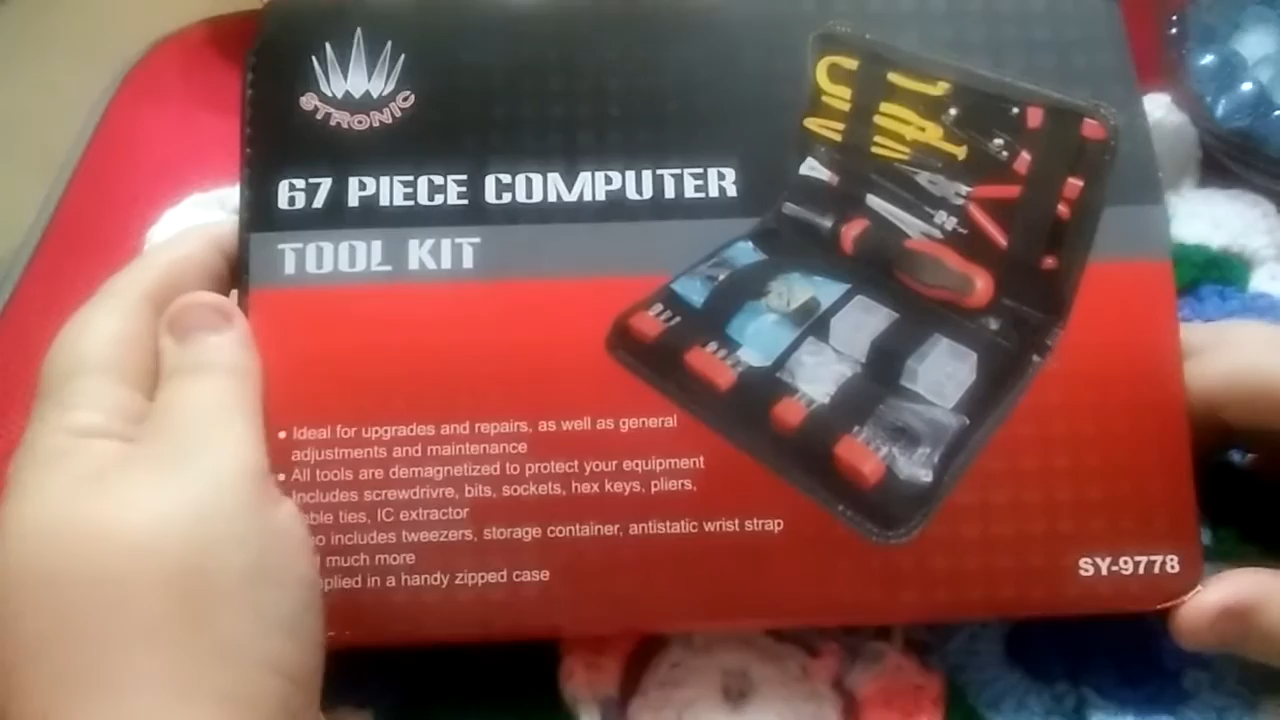 STRONIC
67 PIECE COMPUTER
TOOL KIT
Ideal for upgrades and repairs, as well as general
adjustments and maintenance
All tools are demagnetized to protect your equipment
Includes screwdrivre, bits, sockets, hex keys, pliers,
ties, IC extractor
includes tweezers, storage container, antistatic wrist strap
much more
in a handy zipped case
SY-9778